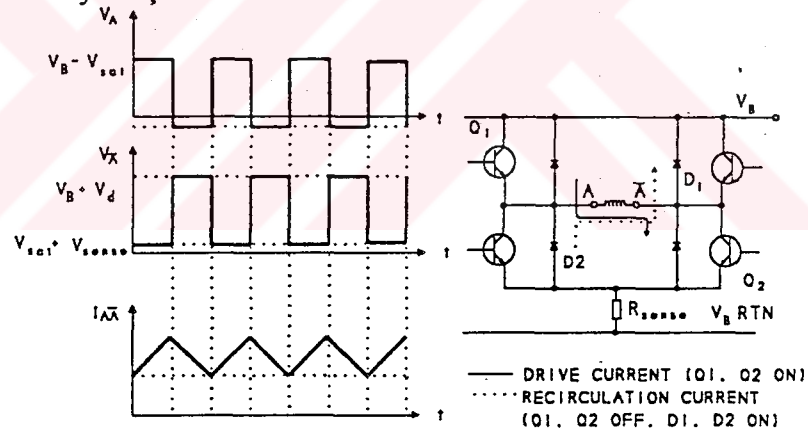 V_A
V_B - V_sat
t
V_Ā
V_B + V_d
V_sat + V_sense
t
I_AĀ
t
Q1
V_B
A
Ā
D1
D2
Q2
R_sense
V_B RTN
DRIVE CURRENT (Q1, Q2 ON)
RECIRCULATION CURRENT
(Q1, Q2 OFF, D1, D2 ON)